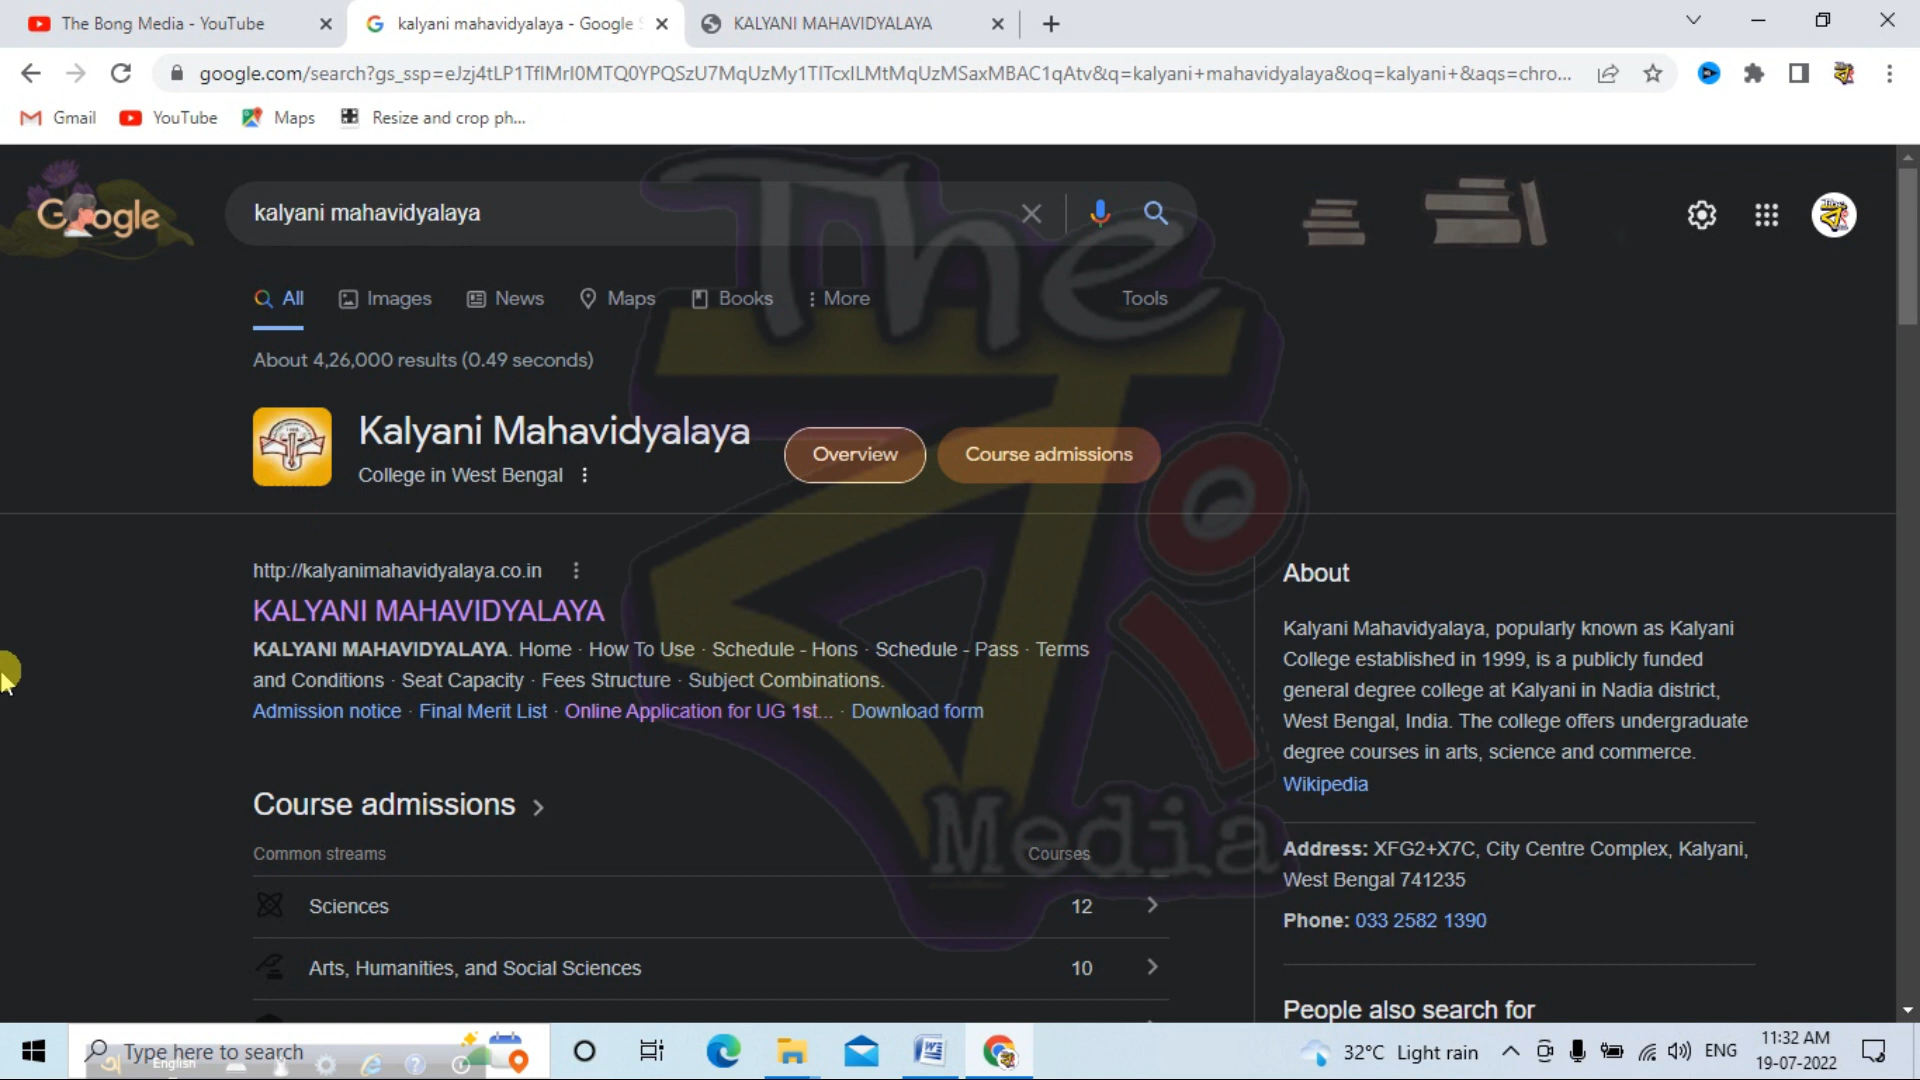 The Bong Media - YouTube
kalyani mahavidyalaya - Google S
KALYANI MAHAVIDYALAYA
google.com/search?gs_ssp=eJzj4tLP1TfIMrI0MTQ0YPQSzU7MqUzMy1TITcxILMtMqUzMSaxMBAC1qAtv&q=kalyani+mahavidyalaya&oq=kalyani+&aqs=chro...
Gmail
YouTube
Maps
Resize and crop ph...
Google
kalyani mahavidyalaya
All
Images
News
Maps
Books
More
Tools
About 4,26,000 results (0.49 seconds)
Kalyani Mahavidyalaya
College in West Bengal
Overview
Course admissions
http://kalyanimahavidyalaya.co.in
KALYANI MAHAVIDYALAYA
KALYANI MAHAVIDYALAYA. Home · How To Use · Schedule - Hons · Schedule - Pass · Terms
and Conditions · Seat Capacity · Fees Structure · Subject Combinations.
Admission notice · Final Merit List · Online Application for UG 1st... · Download form
Course admissions
Common streams
Courses
Sciences
12
Arts, Humanities, and Social Sciences
10
About
Kalyani Mahavidyalaya, popularly known as Kalyani
College established in 1999, is a publicly funded
general degree college at Kalyani in Nadia district,
West Bengal, India. The college offers undergraduate
degree courses in arts, science and commerce.
Wikipedia
Address: XFG2+X7C, City Centre Complex, Kalyani,
West Bengal 741235
Phone: 033 2582 1390
People also search for
The
বং
Media
Type here to search
English
32°C Light rain
ENG
11:32 AM
19-07-2022